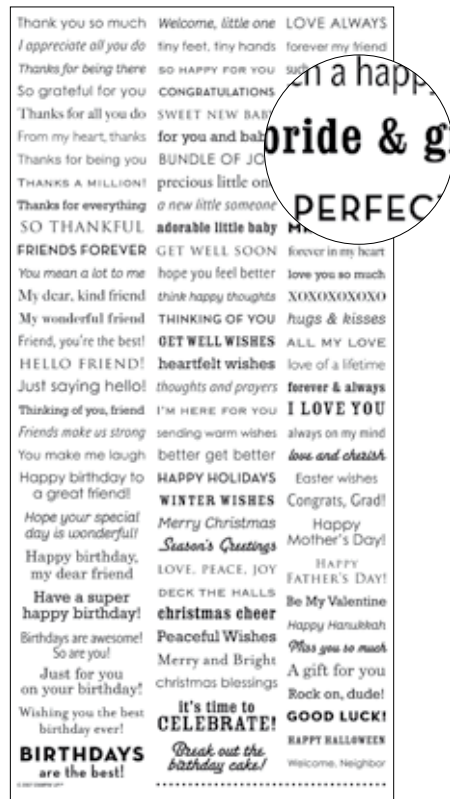 Thank you so much
I appreciate all you do
Thanks for being there
So grateful for you
Thanks for all you do
From my heart, thanks
Thanks for being you
THANKS A MILLION!
Thanks for everything
SO THANKFUL
FRIENDS FOREVER
You mean a lot to me
My dear, kind friend
My wonderful friend
Friend, you're the best!
HELLO FRIEND!
Just saying hello!
Thinking of you, friend
Friends make us strong
You make me laugh
Happy birthday to
a great friend!
Hope your special
day is wonderful!
Happy birthday,
my dear friend
Have a super
happy birthday!
Birthdays are awesome!
So are you!
Just for you
on your birthday!
Wishing you the best
birthday ever!
BIRTHDAYS
are the best!
Welcome, little one
tiny feet, tiny hands
SO HAPPY FOR YOU
CONGRATULATIONS
SWEET NEW BABY
for you and bab
BUNDLE OF JO
precious little on
a new little someone
adorable little baby
GET WELL SOON
hope you feel better
think happy thoughts
THINKING OF YOU
GET WELL WISHES
heartfelt wishes
thoughts and prayers
I'M HERE FOR YOU
sending warm wishes
better get better
HAPPY HOLIDAYS
WINTER WISHES
Merry Christmas
Season's Greetings
LOVE, PEACE, JOY
DECK THE HALLS
christmas cheer
Peaceful Wishes
Merry and Bright
christmas blessings
it's time to
CELEBRATE!
Break out the
birthday cake!
LOVE ALWAYS
forever my friend
such a happy
bride & g
PERFECT
forever in my heart
love you so much
XOXOXOXOXO
hugs & kisses
ALL MY LOVE
love of a lifetime
forever & always
I LOVE YOU
always on my mind
love and cherish
Easter wishes
Congrats, Grad!
Happy
Mother's Day!
HAPPY
FATHER'S DAY!
Be My Valentine
Happy Hanukkah
Miss you so much
A gift for you
Rock on, dude!
GOOD LUCK!
HAPPY HALLOWEEN
Welcome, Neighbor